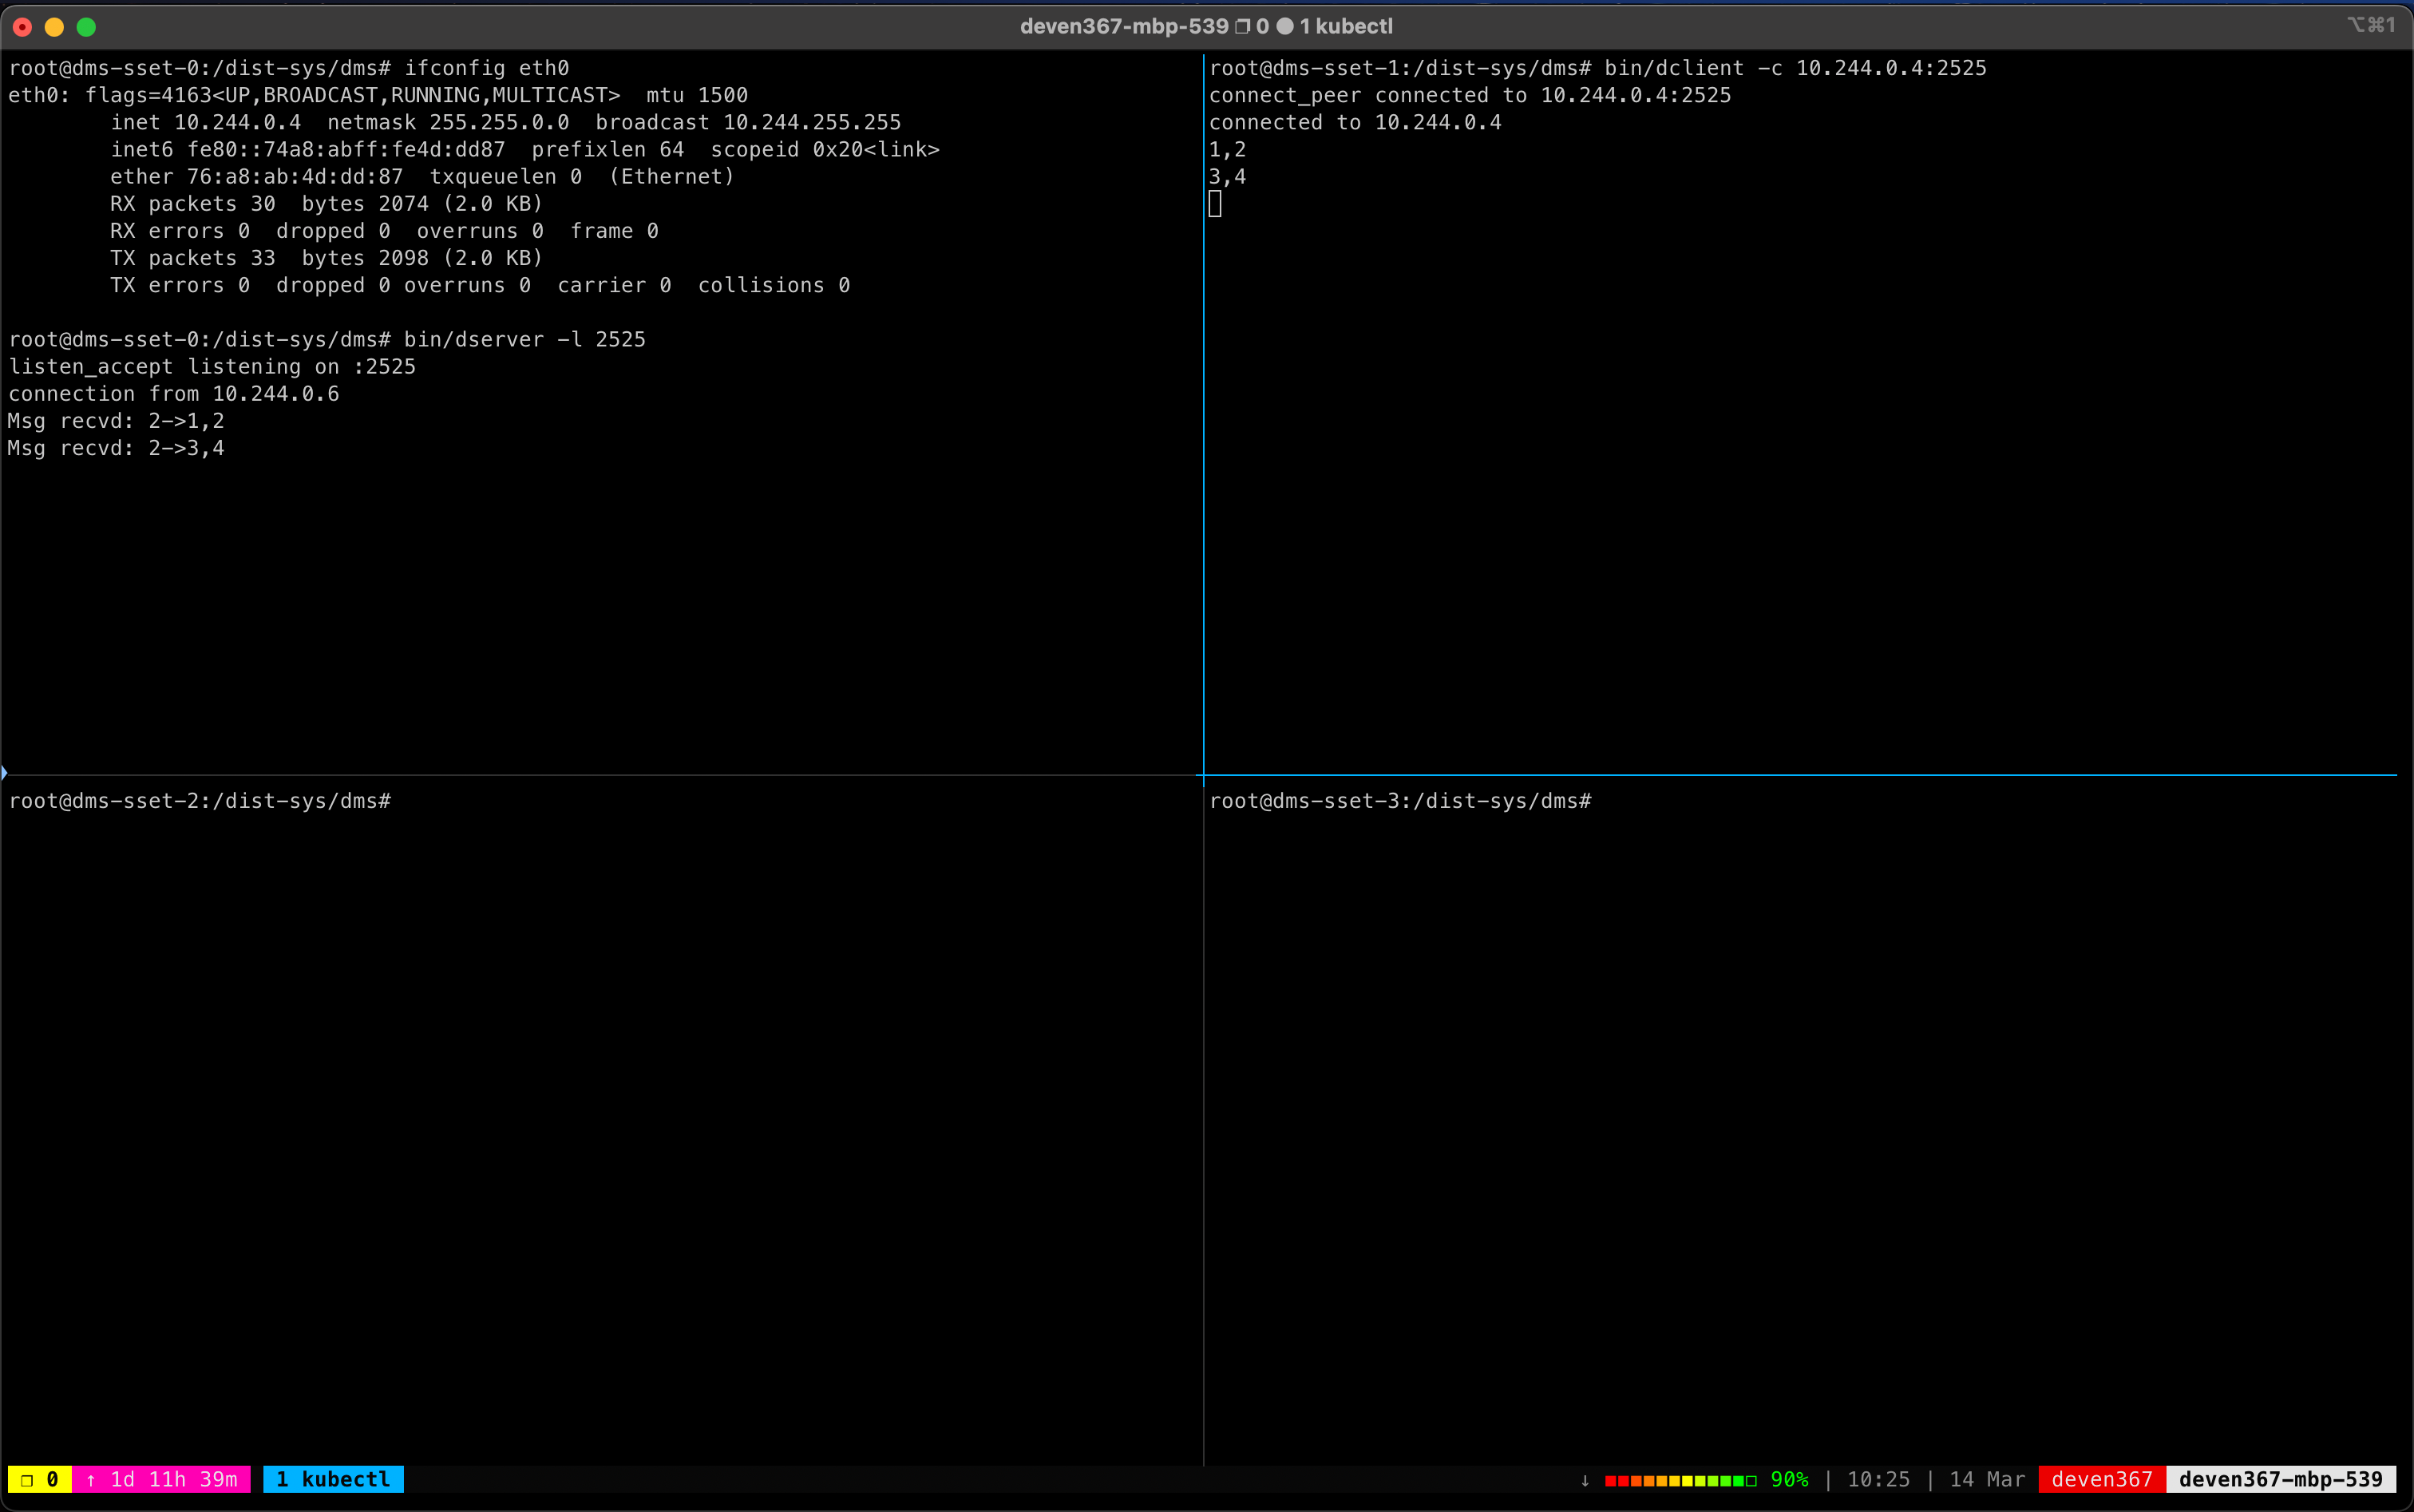 deven367-mbp-539 ❐ 0 ● 1 kubectl
⌥⌘1
root@dms-sset-0:/dist-sys/dms# ifconfig eth0
eth0: flags=4163<UP,BROADCAST,RUNNING,MULTICAST>  mtu 1500
        inet 10.244.0.4  netmask 255.255.0.0  broadcast 10.244.255.255
        inet6 fe80::74a8:abff:fe4d:dd87  prefixlen 64  scopeid 0x20<link>
        ether 76:a8:ab:4d:dd:87  txqueuelen 0  (Ethernet)
        RX packets 30  bytes 2074 (2.0 KB)
        RX errors 0  dropped 0  overruns 0  frame 0
        TX packets 33  bytes 2098 (2.0 KB)
        TX errors 0  dropped 0 overruns 0  carrier 0  collisions 0
root@dms-sset-0:/dist-sys/dms# bin/dserver -l 2525
listen_accept listening on :2525
connection from 10.244.0.6
Msg recvd: 2->1,2
Msg recvd: 2->3,4
root@dms-sset-1:/dist-sys/dms# bin/dclient -c 10.244.0.4:2525
connect_peer connected to 10.244.0.4:2525
connected to 10.244.0.4
1,2
3,4
root@dms-sset-2:/dist-sys/dms#
root@dms-sset-3:/dist-sys/dms#
❐ 0 ↑ 1d 11h 39m 1 kubectl
↓ 90% | 10:25 | 14 Mar deven367 deven367-mbp-539